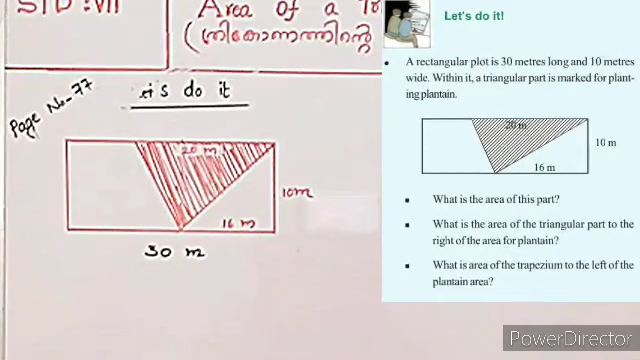 STD : VII
Area of a Tr
(ത്രികോണത്തിന്റെ
Page No-77
et's do it
20 m
10m
16 m
30 m
Let's do it!
A rectangular plot is 30 metres long and 10 metres
wide. Within it, a triangular part is marked for plant-
ing plantain.
20 m
10 m
16 m
What is the area of this part?
What is the area of the triangular part to the
right of the area for plantain?
What is area of the trapezium to the left of the
plantain area?
PowerDirector